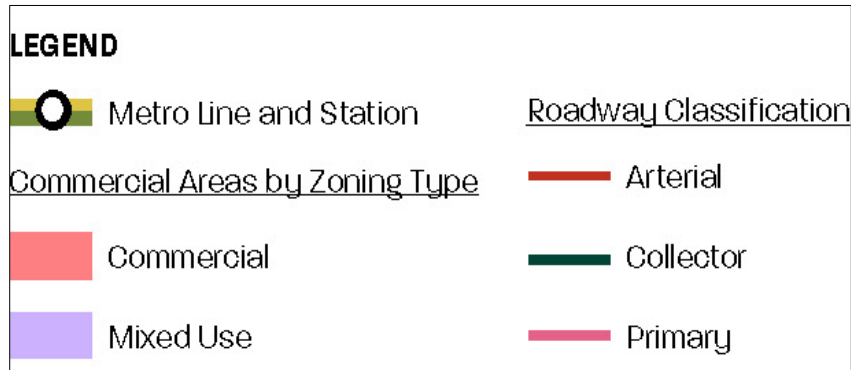 LEGEND
Metro Line and Station
Commercial Areas by Zoning Type
Commercial
Mixed Use
Roadway Classification
Arterial
Collector
Primary